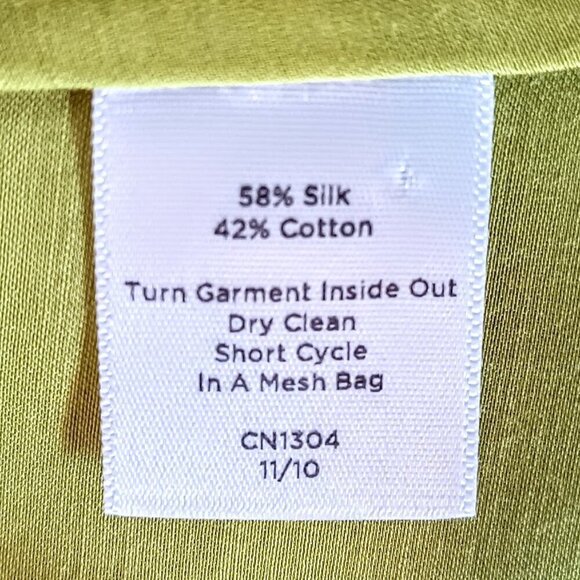 58% Silk
42% Cotton
Turn Garment Inside Out
Dry Clean
Short Cycle
In A Mesh Bag
CN1304
11/10